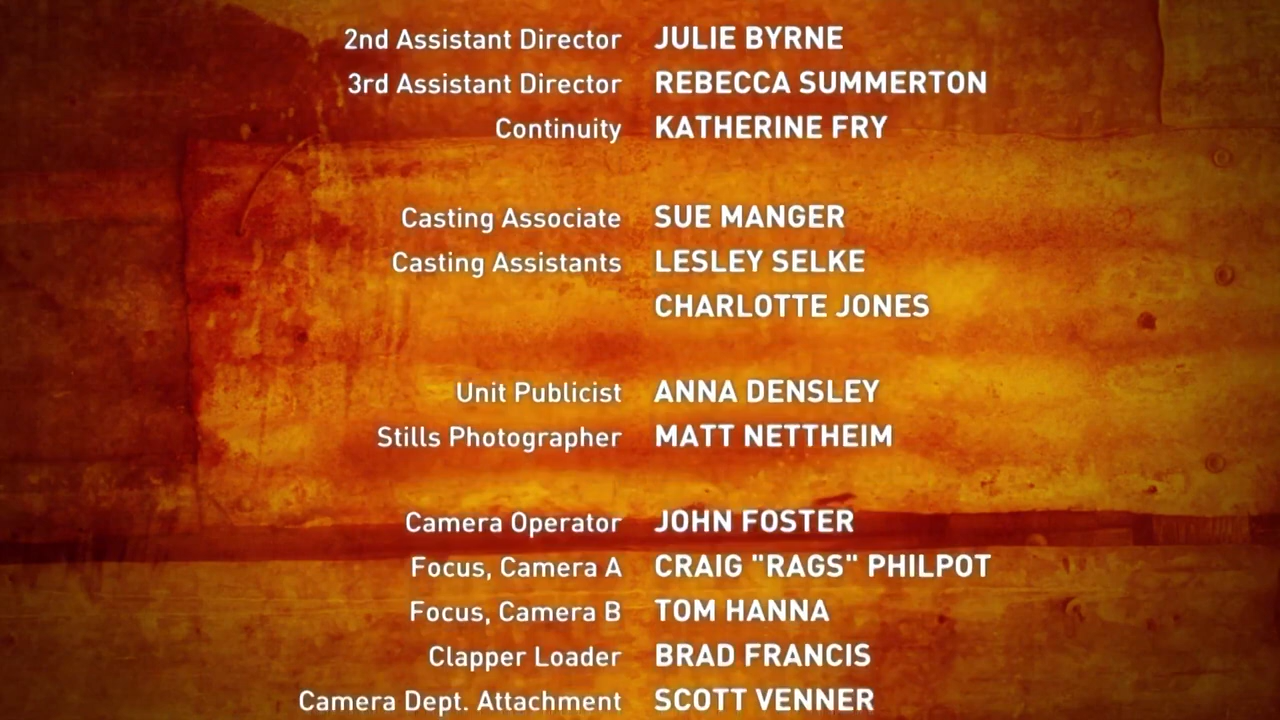 2nd Assistant Director JULIE BYRNE
3rd Assistant Director REBECCA SUMMERTON
Continuity KATHERINE FRY
Casting Associate SUE MANGER
Casting Assistants LESLEY SELKE
CHARLOTTE JONES
Unit Publicist ANNA DENSLEY
Stills Photographer MATT NETTHEIM
Camera Operator JOHN FOSTER
Focus, Camera A CRAIG "RAGS" PHILPOT
Focus, Camera B TOM HANNA
Clapper Loader BRAD FRANCIS
Camera Dept. Attachment SCOTT VENNER